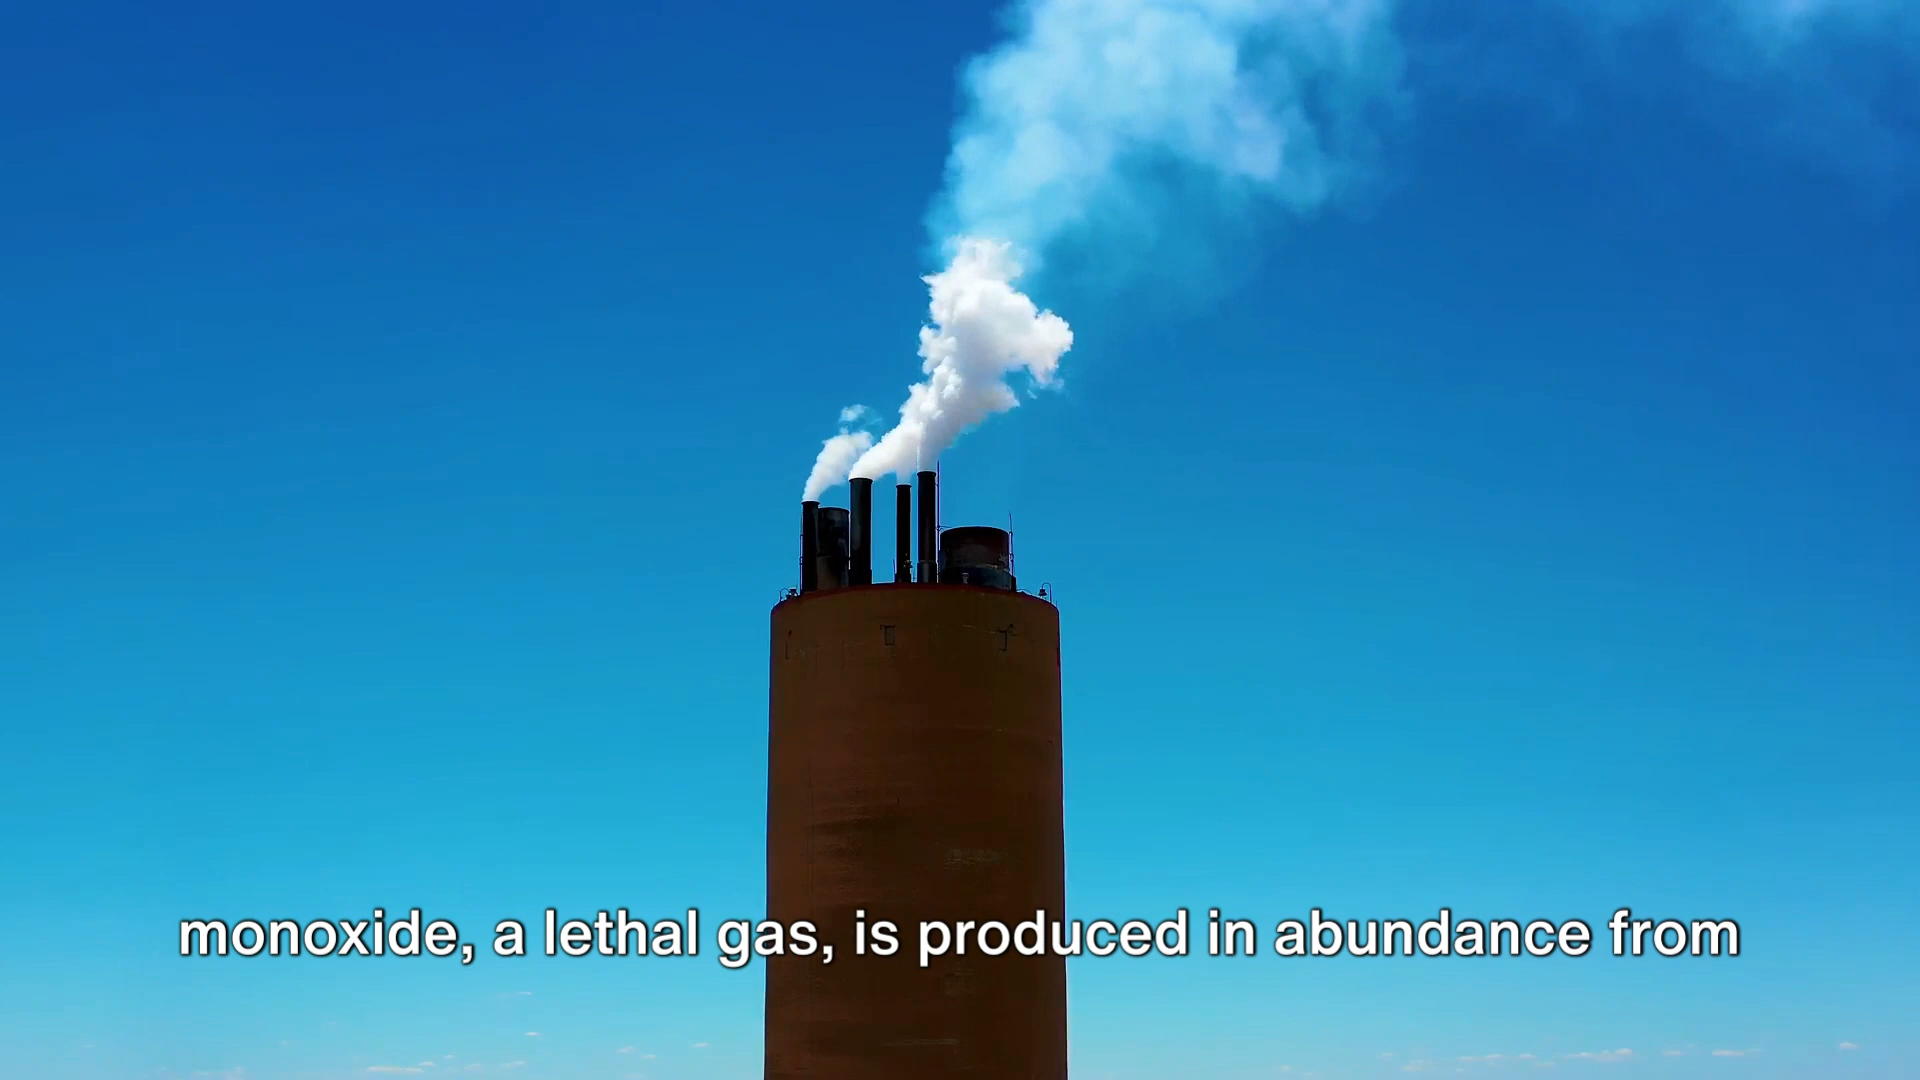 monoxide, a lethal gas, is produced in abundance from